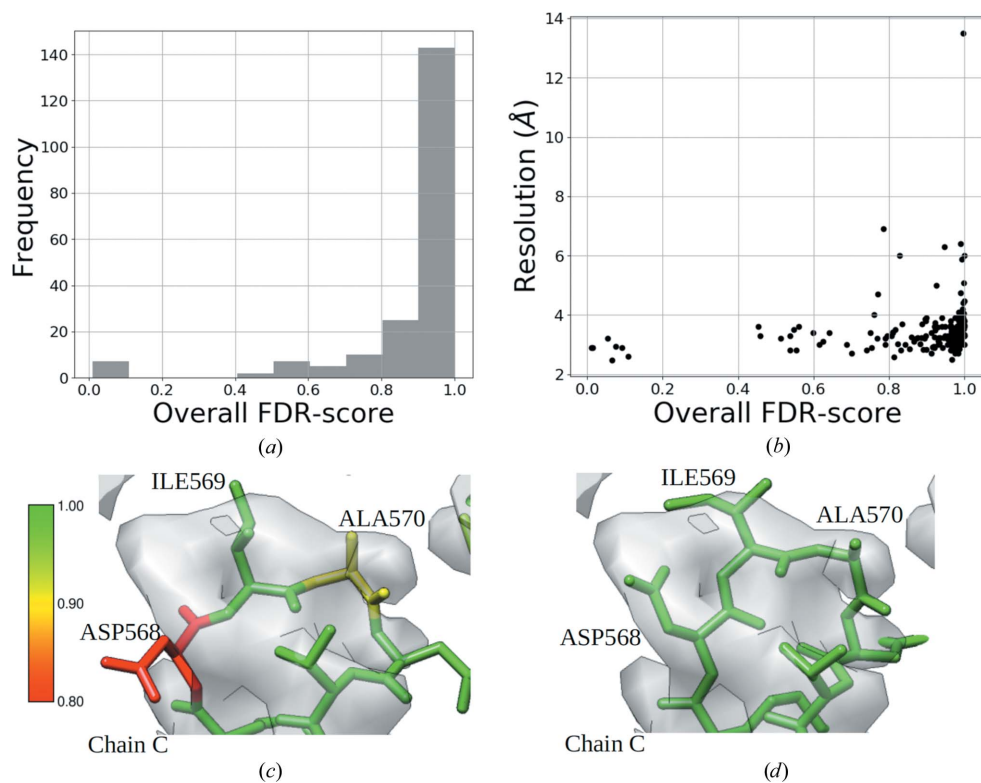 140
120
100
80
60
40
20
0
Frequency
0.0 0.2 0.4 0.6 0.8 1.0
Overall FDR-score
(a)
14
12
10
8
6
4
2
Resolution (Å)
0.0 0.2 0.4 0.6 0.8 1.0
Overall FDR-score
(b)
1.00
0.90
0.80
ILE569
ALA570
ASP568
Chain C
(c)
ILE569
ALA570
ASP568
Chain C
(d)